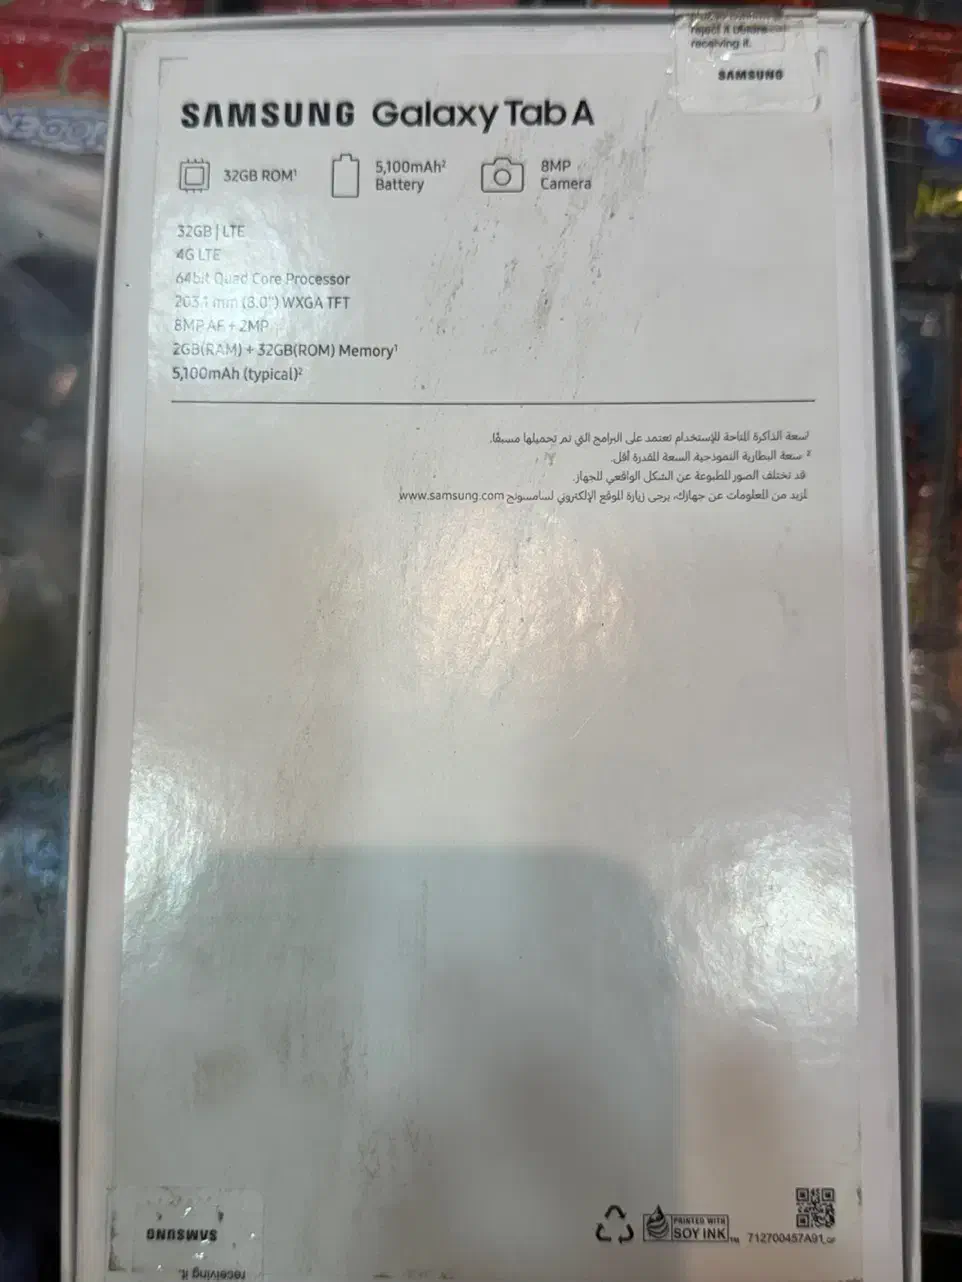 reject it before
receiving it.
SAMSUNG
SAMSUNG Galaxy Tab A
32GB ROM¹
5,100mAh²
Battery
8MP
Camera
32GB | LTE
4G LTE
64bit Quad Core Processor
203.1 mm (8.0") WXGA TFT
8MP AF + 2MP
2GB(RAM) + 32GB(ROM) Memory¹
5,100mAh (typical)²
¹سعة الذاكرة المتاحة للإستخدام تعتمد على البرامج التي تم تحميلها مسبقًا.
² سعة البطارية النموذجية. السعة المقدرة أقل.
قد تختلف الصور المطبوعة عن الشكل الواقعي للجهاز.
لمزيد من المعلومات عن جهازك، يرجى زيارة الموقع الإلكتروني لسامسونج www.samsung.com
PRINTED WITH
SOY INK TM
712700457A91
SAMSUNG
receiving it.